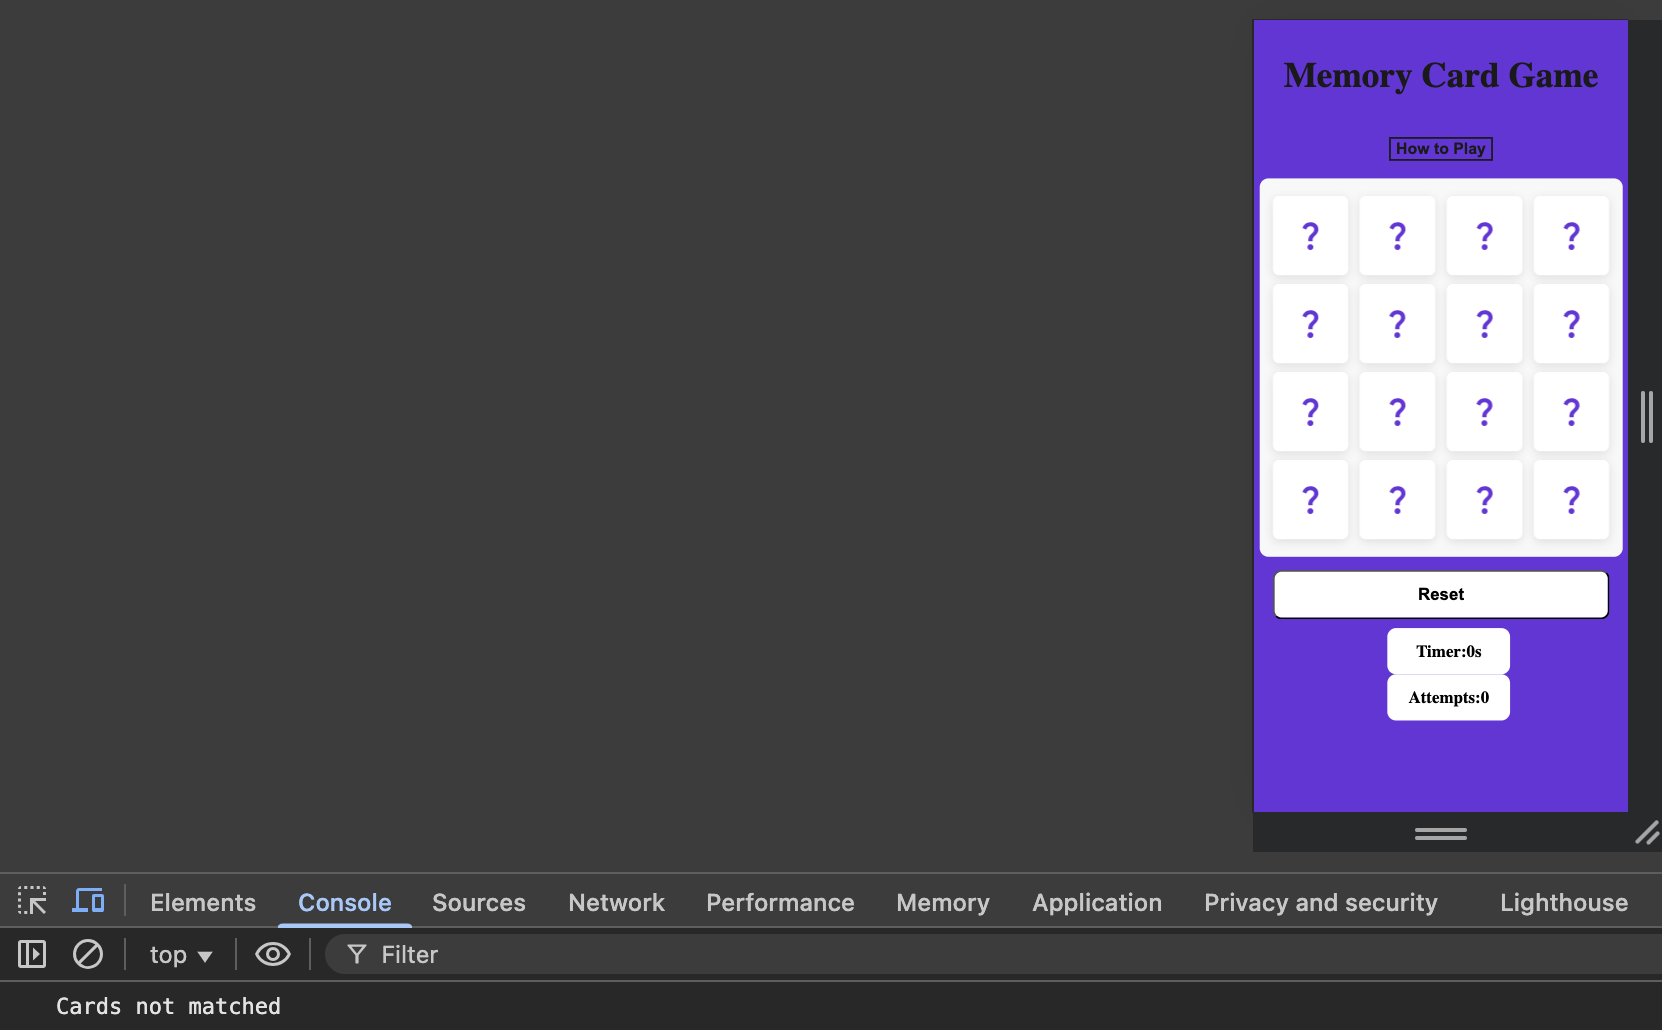 Memory Card Game
How to Play
? ? ? ?
? ? ? ?
? ? ? ?
? ? ? ?
Reset
Timer:0s
Attempts:0
Elements Console Sources Network Performance Memory Application Privacy and security Lighthouse
top Filter
Cards not matched